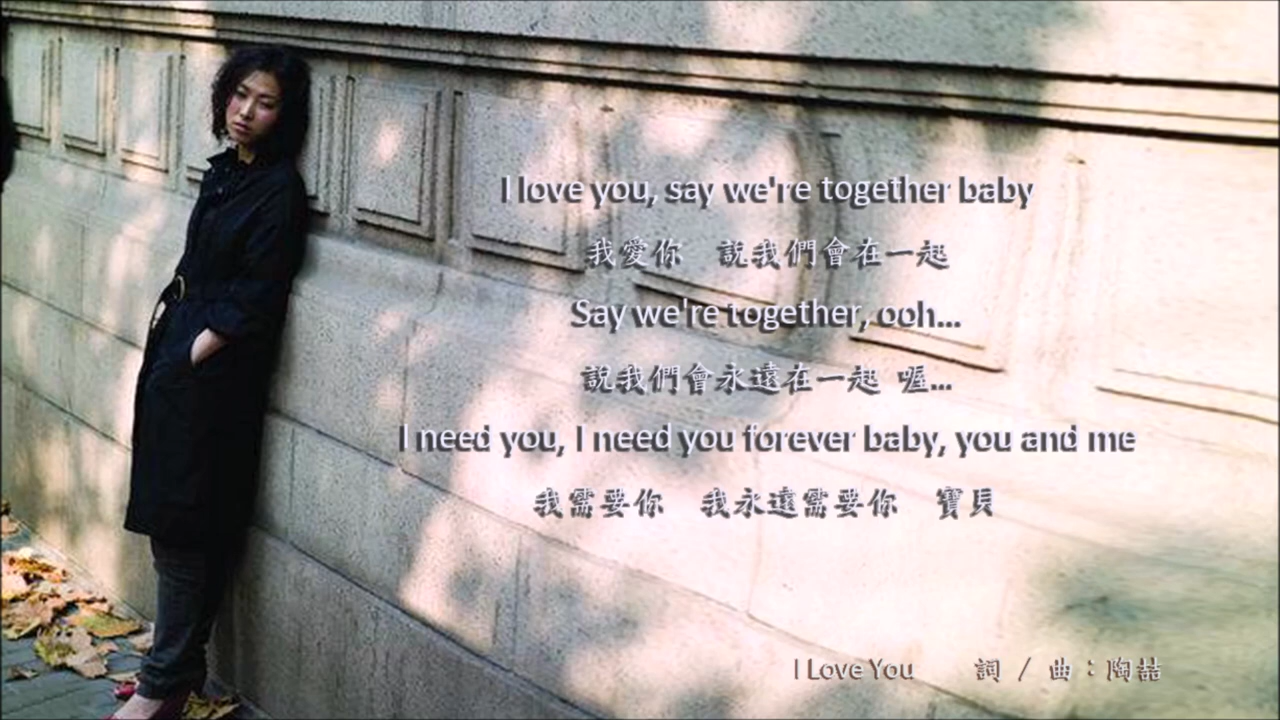 I love you, say we're together baby
我愛你　說我們會在一起
Say we're together, ooh...
說我們會永遠在一起 喔...
I need you, I need you forever baby, you and me
我需要你　我永遠需要你　寶貝
I Love You　　詞 / 曲：陶喆